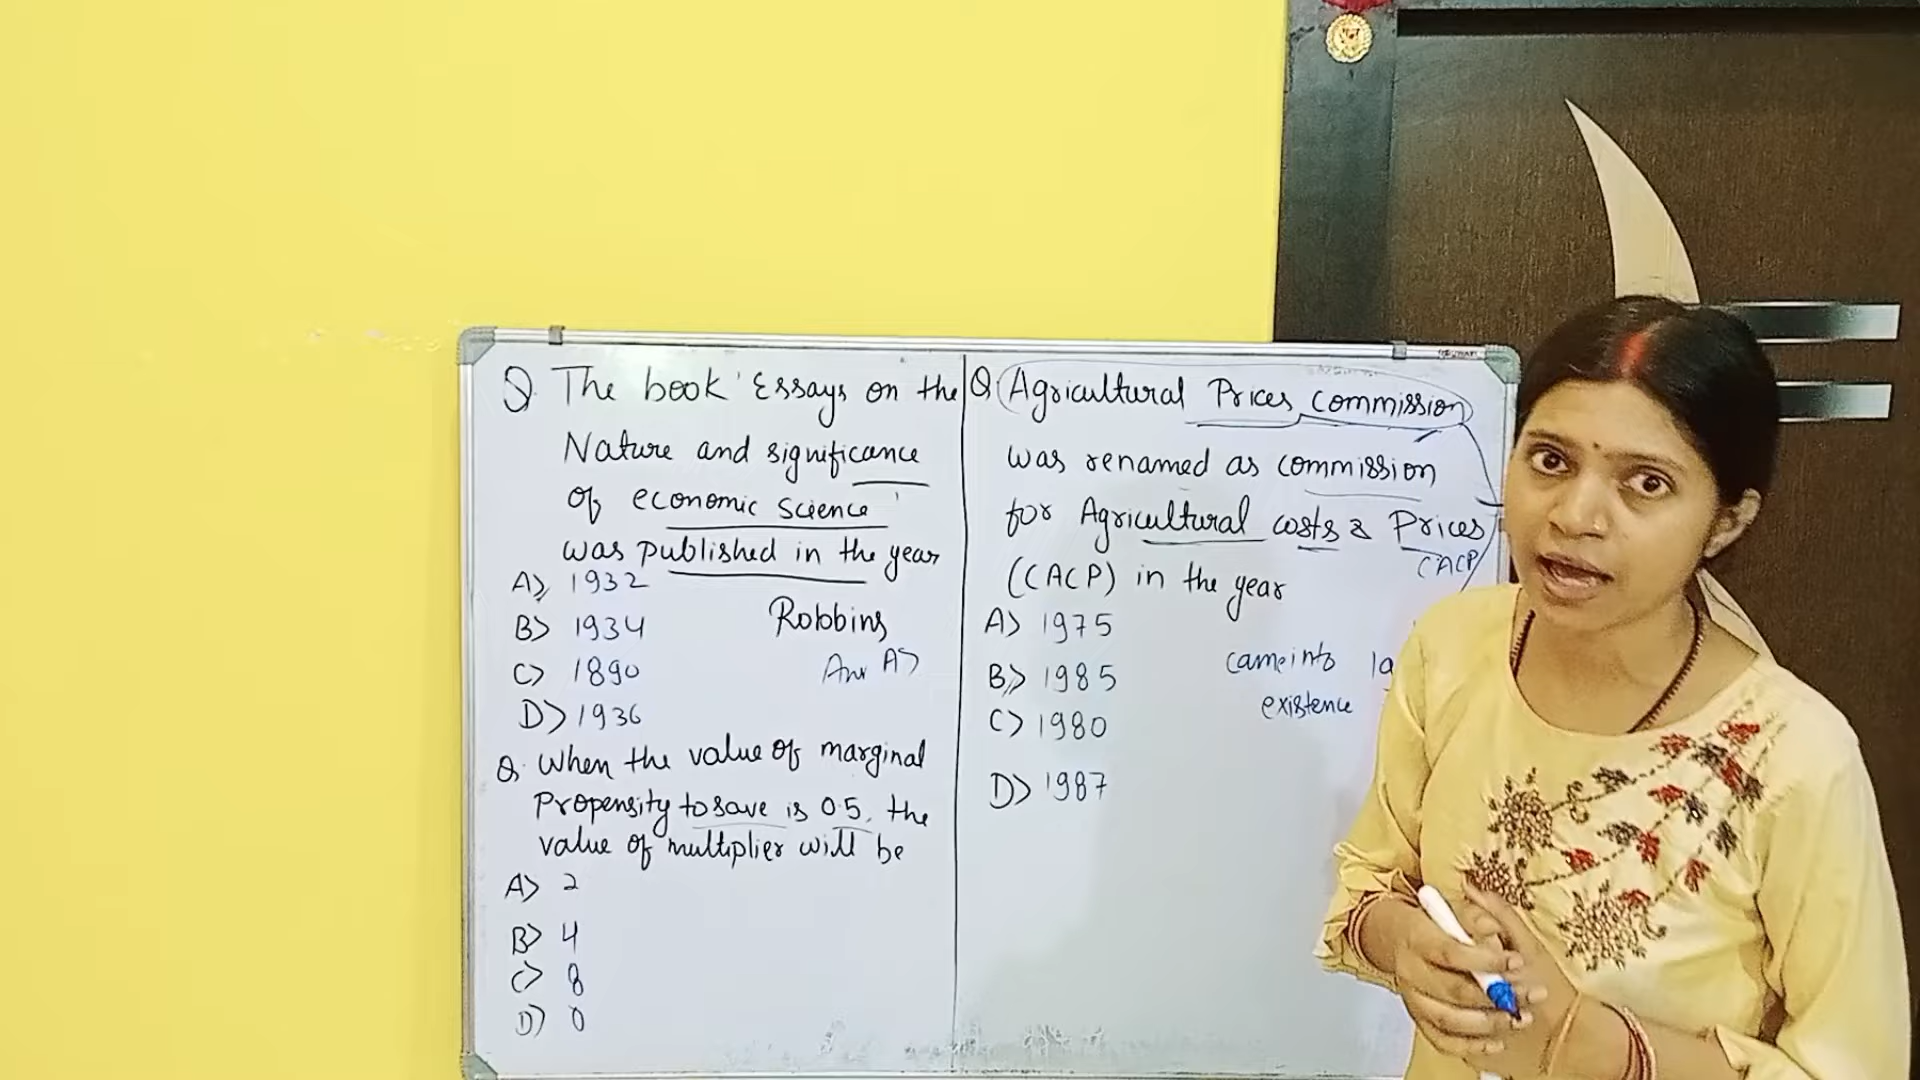 Q The book 'Essays on the
Nature and significance
of economic science'
was published in the year
A) 1932
B) 1934
C) 1890
D) 1936
Robbins
Ans A)
Q. When the value of marginal
Propensity to save is 0.5, the
value of multiplier will be
A) 2
B) 4
C) 8
D) 0
Q Agricultural Prices commission
was renamed as commission
for Agricultural costs & Prices
CACP
(CACP) in the year
A) 1975
B) 1985
C) 1980
D) 1987
came into
existence